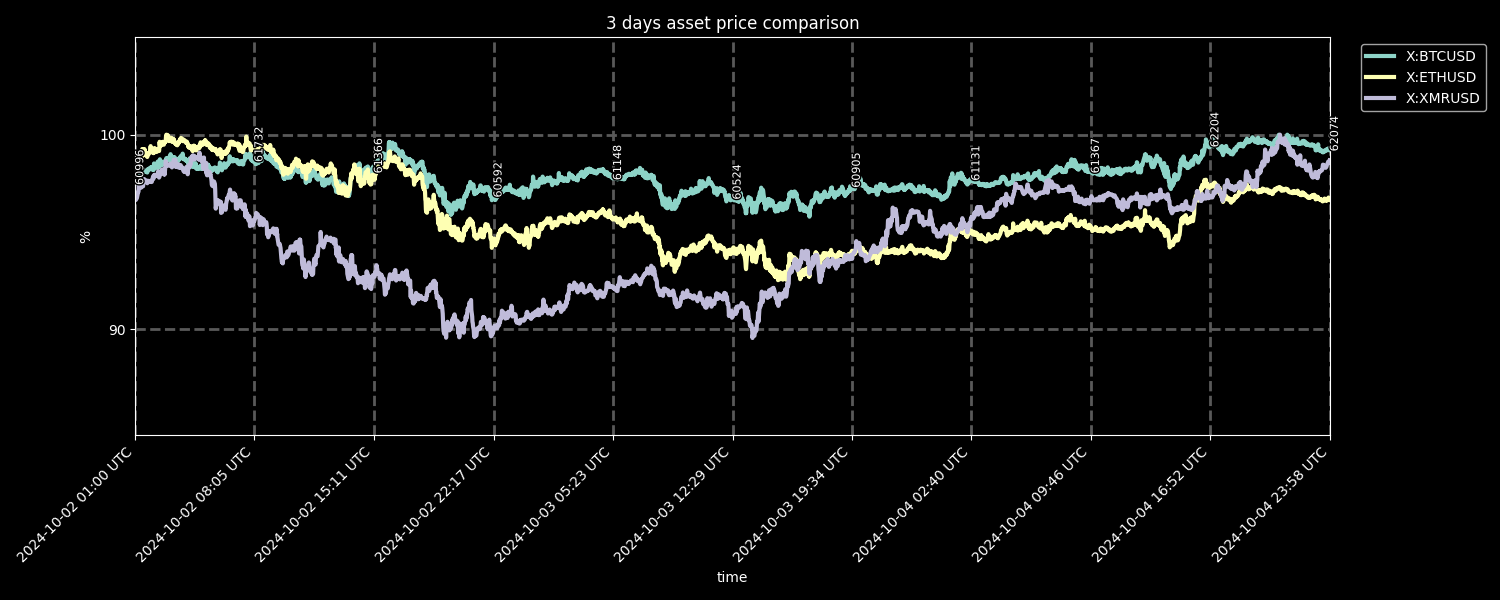 3 days asset price comparison
X:BTCUSD
X:ETHUSD
X:XMRUSD
%
100
90
60996
61732
61366
60592
61148
60524
60905
61131
61367
62204
62074
2024-10-02 01:00 UTC
2024-10-02 08:05 UTC
2024-10-02 15:11 UTC
2024-10-02 22:17 UTC
2024-10-03 05:23 UTC
2024-10-03 12:29 UTC
2024-10-03 19:34 UTC
2024-10-04 02:40 UTC
2024-10-04 09:46 UTC
2024-10-04 16:52 UTC
2024-10-04 23:58 UTC
time